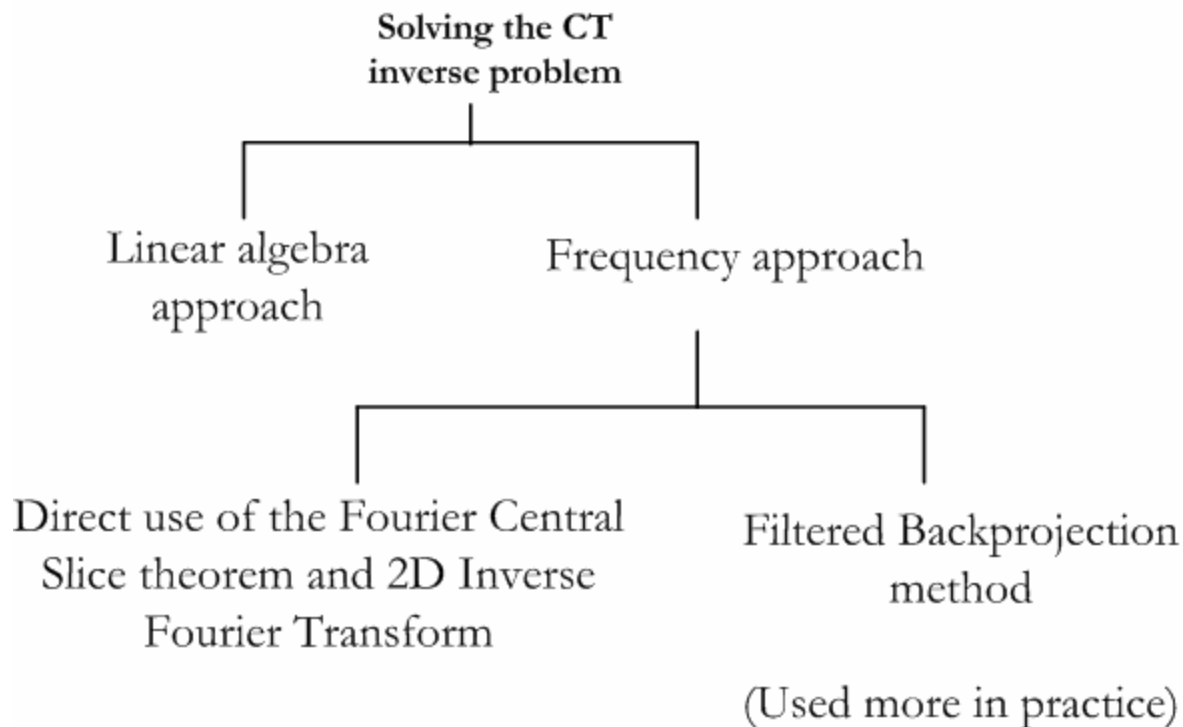 Solving the CT
inverse problem
Linear algebra
approach
Frequency approach
Direct use of the Fourier Central
Slice theorem and 2D Inverse
Fourier Transform
Filtered Backprojection
method
(Used more in practice)